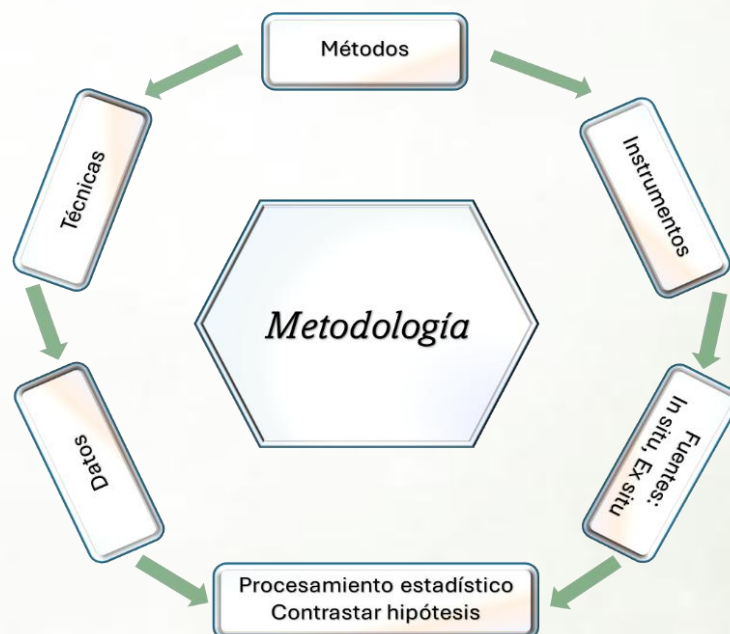 Métodos
Técnicas
Instrumentos
Metodología
Datos
Fuentes:
In situ, Ex situ
Procesamiento estadístico
Contrastar hipótesis